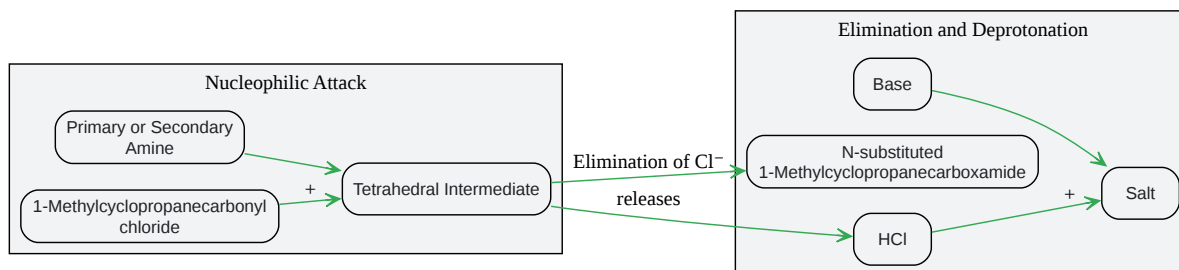 Nucleophilic Attack
Primary or Secondary
Amine
+
1-Methylcyclopropanecarbonyl
chloride
Tetrahedral Intermediate
Elimination of Cl⁻
releases
Elimination and Deprotonation
Base
N-substituted
1-Methylcyclopropanecarboxamide
HCl
+
Salt